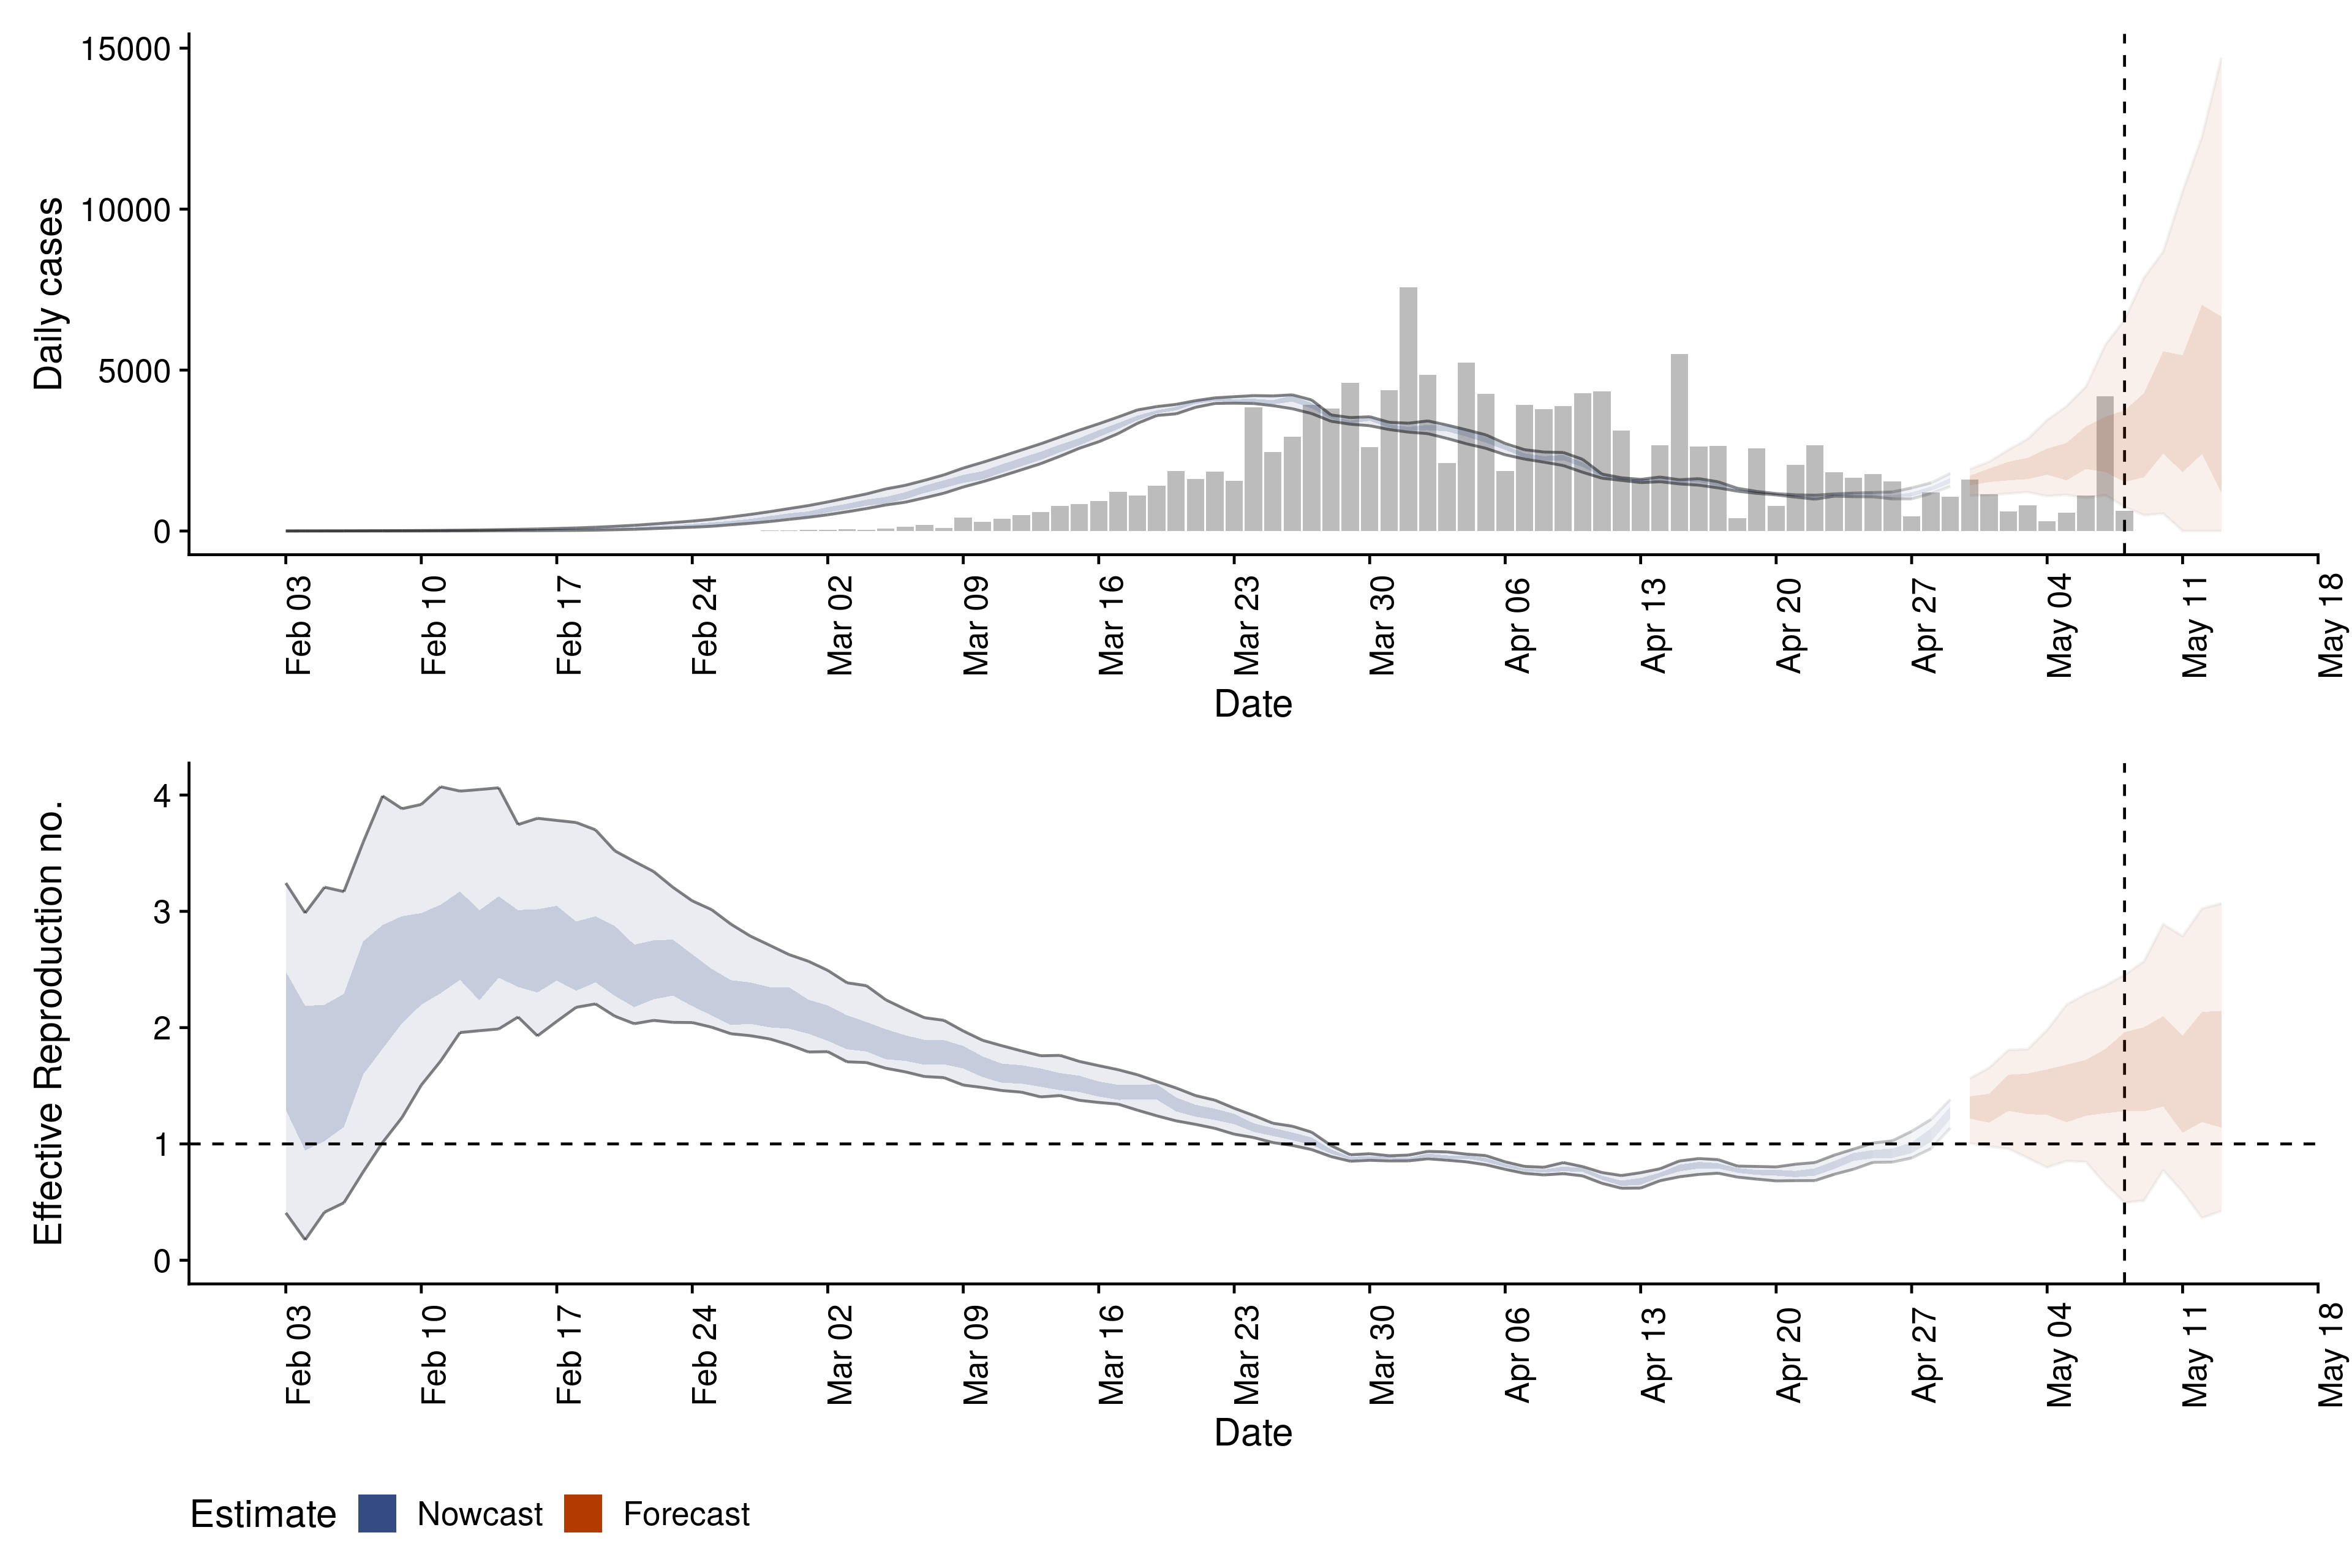 15000
10000
5000
0
Daily cases
Feb 03
Feb 10
Feb 17
Feb 24
Mar 02
Mar 09
Mar 16
Mar 23
Mar 30
Apr 06
Apr 13
Apr 20
Apr 27
May 04
May 11
May 18
Date
4
3
2
1
0
Effective Reproduction no.
Feb 03
Feb 10
Feb 17
Feb 24
Mar 02
Mar 09
Mar 16
Mar 23
Mar 30
Apr 06
Apr 13
Apr 20
Apr 27
May 04
May 11
May 18
Date
Estimate Nowcast Forecast